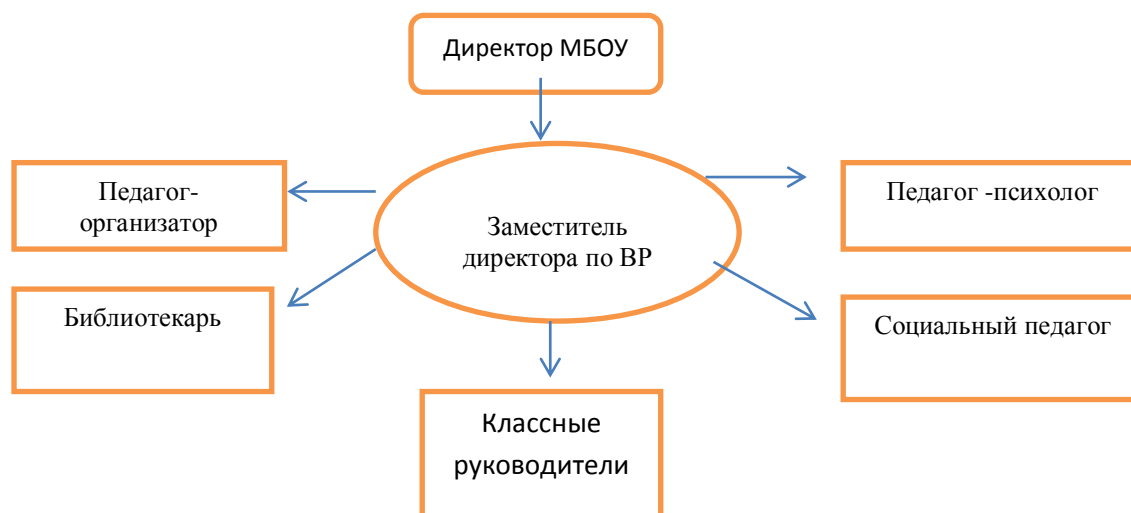 Директор МБОУ
Педагог-
организатор
Заместитель
директора по ВР
Педагог -психолог
Библиотекарь
Социальный педагог
Классные
руководители